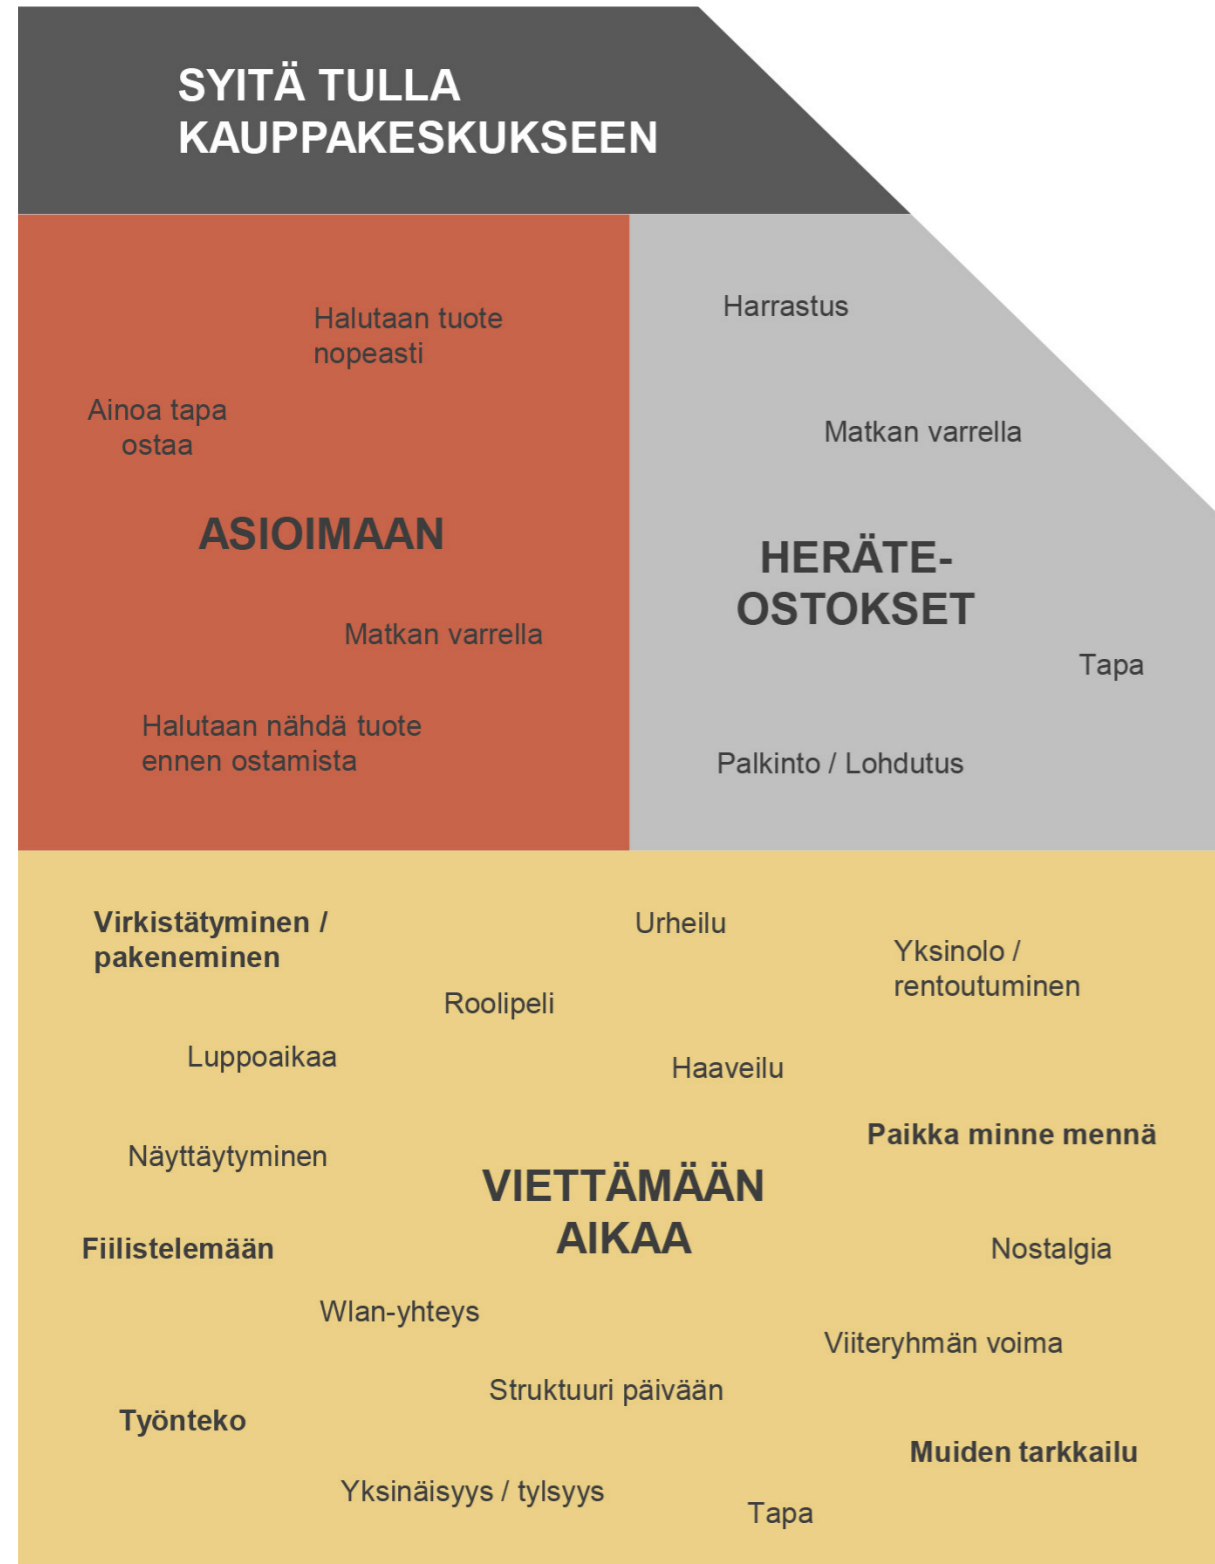 SYITÄ TULLA
KAUPPAKESKUKSEEN
Halutaan tuote
nopeasti
Ainoa tapa
ostaa
ASIOIMAAN
Matkan varrella
Halutaan nähdä tuote
ennen ostamista
Harrastus
Matkan varrella
HERÄTE-
OSTOKSET
Tapa
Palkinto / Lohdutus
Virkistätyminen /
pakeneminen
Urheilu
Yksinolo /
rentoutuminen
Roolipeli
Luppoaikaa
Haaveilu
Paikka minne mennä
Näyttäytyminen
VIETTÄMÄÄN
AIKAA
Fiilistelemään
Nostalgia
Wlan-yhteys
Viiteryhmän voima
Struktuuri päivään
Työnteko
Muiden tarkkailu
Yksinäisyys / tylsyys
Tapa